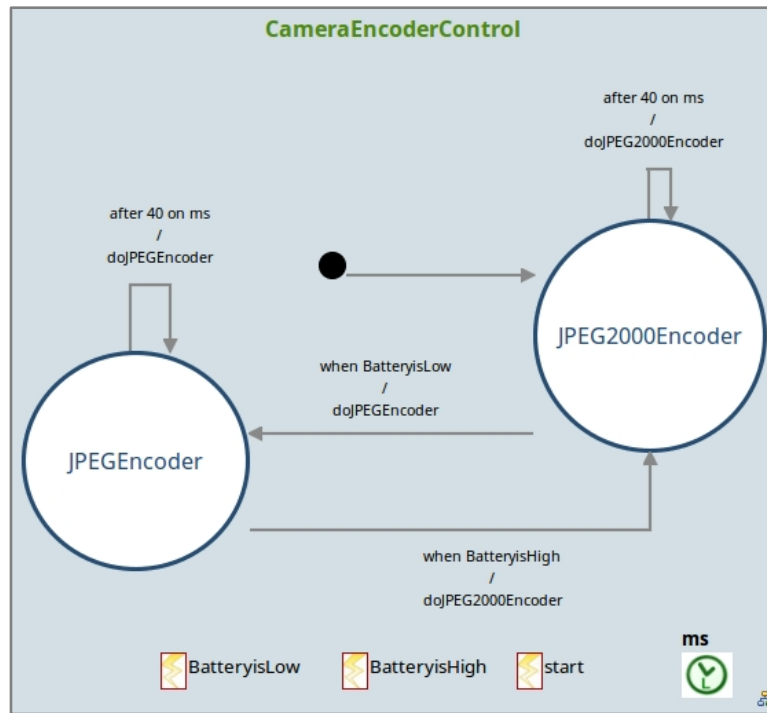 CameraEncoderControl
after 40 on ms
/
doJPEG2000Encoder
after 40 on ms
/
doJPEGEncoder
JPEG2000Encoder
when BatteryisLow
/
doJPEGEncoder
JPEGEncoder
when BatteryisHigh
/
doJPEG2000Encoder
ms
BatteryisLow
BatteryisHigh
start
L